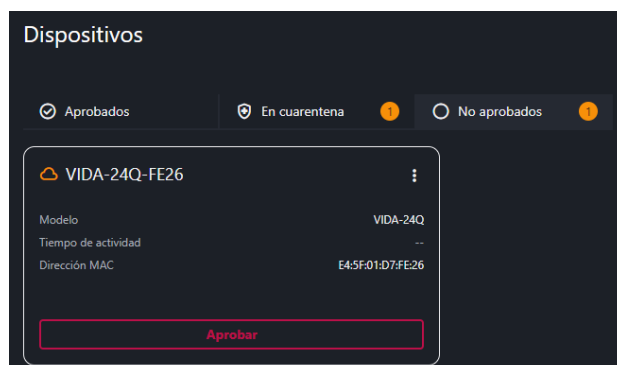 Dispositivos
Aprobados En cuarentena 1 No aprobados 1
VIDA-24Q-FE26
Modelo VIDA-24Q
Tiempo de actividad --
Dirección MAC E4:5F:01:D7:FE:26
Aprobar